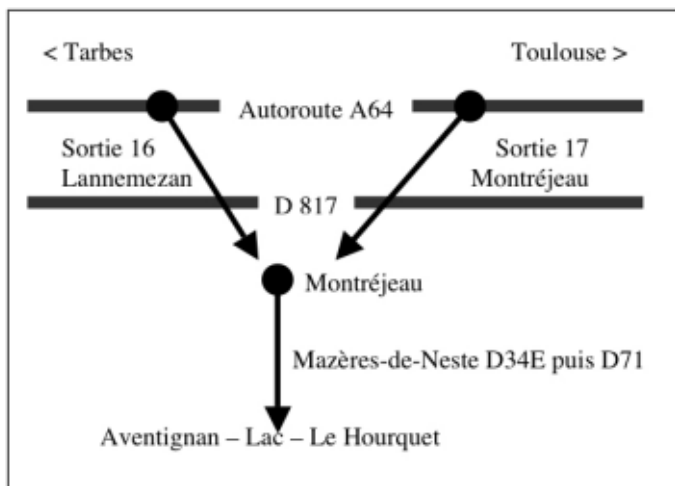 < Tarbes
Toulouse >
Autoroute A64
Sortie 16
Lannemezan
Sortie 17
Montréjeau
D 817
Montréjeau
Mazères-de-Neste D34E puis D71
Aventignan – Lac – Le Hourquet